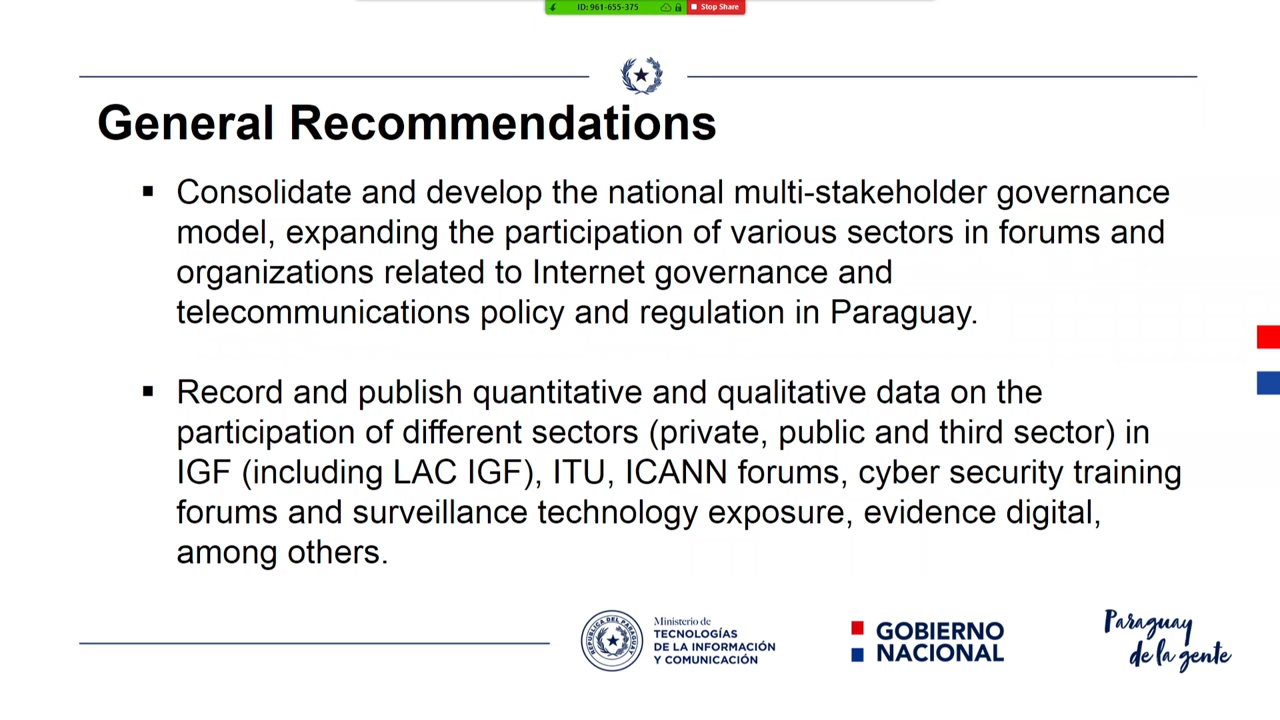 ID: 961-655-375
Stop Share
General Recommendations
▪ Consolidate and develop the national multi-stakeholder governance
model, expanding the participation of various sectors in forums and
organizations related to Internet governance and
telecommunications policy and regulation in Paraguay.
▪ Record and publish quantitative and qualitative data on the
participation of different sectors (private, public and third sector) in
IGF (including LAC IGF), ITU, ICANN forums, cyber security training
forums and surveillance technology exposure, evidence digital,
among others.
REPUBLICA DEL PARAGUAY
Ministerio de
TECNOLOGÍAS
DE LA INFORMACIÓN
Y COMUNICACIÓN
GOBIERNO
NACIONAL
Paraguay
de la gente